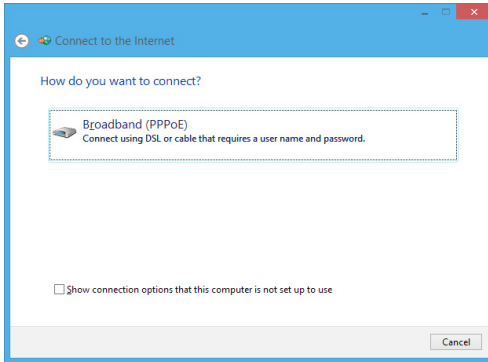 Connect to the Internet
How do you want to connect?
Broadband (PPPoE)
Connect using DSL or cable that requires a user name and password.
Show connection options that this computer is not set up to use
Cancel